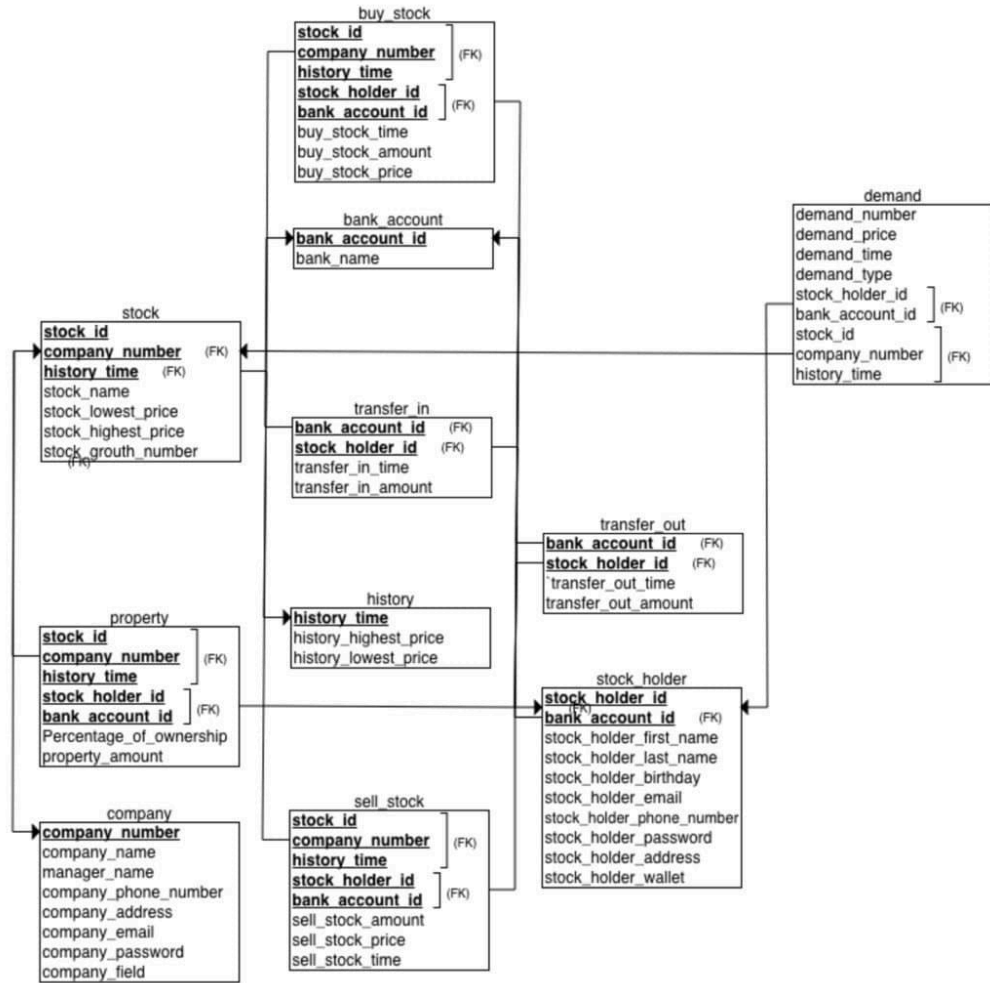 buy_stock
stock_id
company_number
history_time
(FK)
stock_holder_id
bank_account_id
(FK)
buy_stock_time
buy_stock_amount
buy_stock_price
bank_account
bank_account_id
bank_name
demand
demand_number
demand_price
demand_time
demand_type
stock_holder_id
bank_account_id
(FK)
stock_id
company_number
history_time
(FK)
stock
stock_id
company_number (FK)
history_time (FK)
stock_name
stock_lowest_price
stock_highest_price
stock_grouth_number
(FK)
transfer_in
bank_account_id (FK)
stock_holder_id (FK)
transfer_in_time
transfer_in_amount
transfer_out
bank_account_id (FK)
stock_holder_id (FK)
`transfer_out_time
transfer_out_amount
history
history_time
history_highest_price
history_lowest_price
property
stock_id
company_number
history_time
(FK)
stock_holder_id
bank_account_id
(FK)
Percentage_of_ownership
property_amount
stock_holder
stock_holder_id
(FK)
bank_account_id (FK)
stock_holder_first_name
stock_holder_last_name
stock_holder_birthday
stock_holder_email
stock_holder_phone_number
stock_holder_password
stock_holder_address
stock_holder_wallet
company
company_number
company_name
manager_name
company_phone_number
company_address
company_email
company_password
company_field
sell_stock
stock_id
company_number
history_time
(FK)
stock_holder_id
bank_account_id
(FK)
sell_stock_amount
sell_stock_price
sell_stock_time